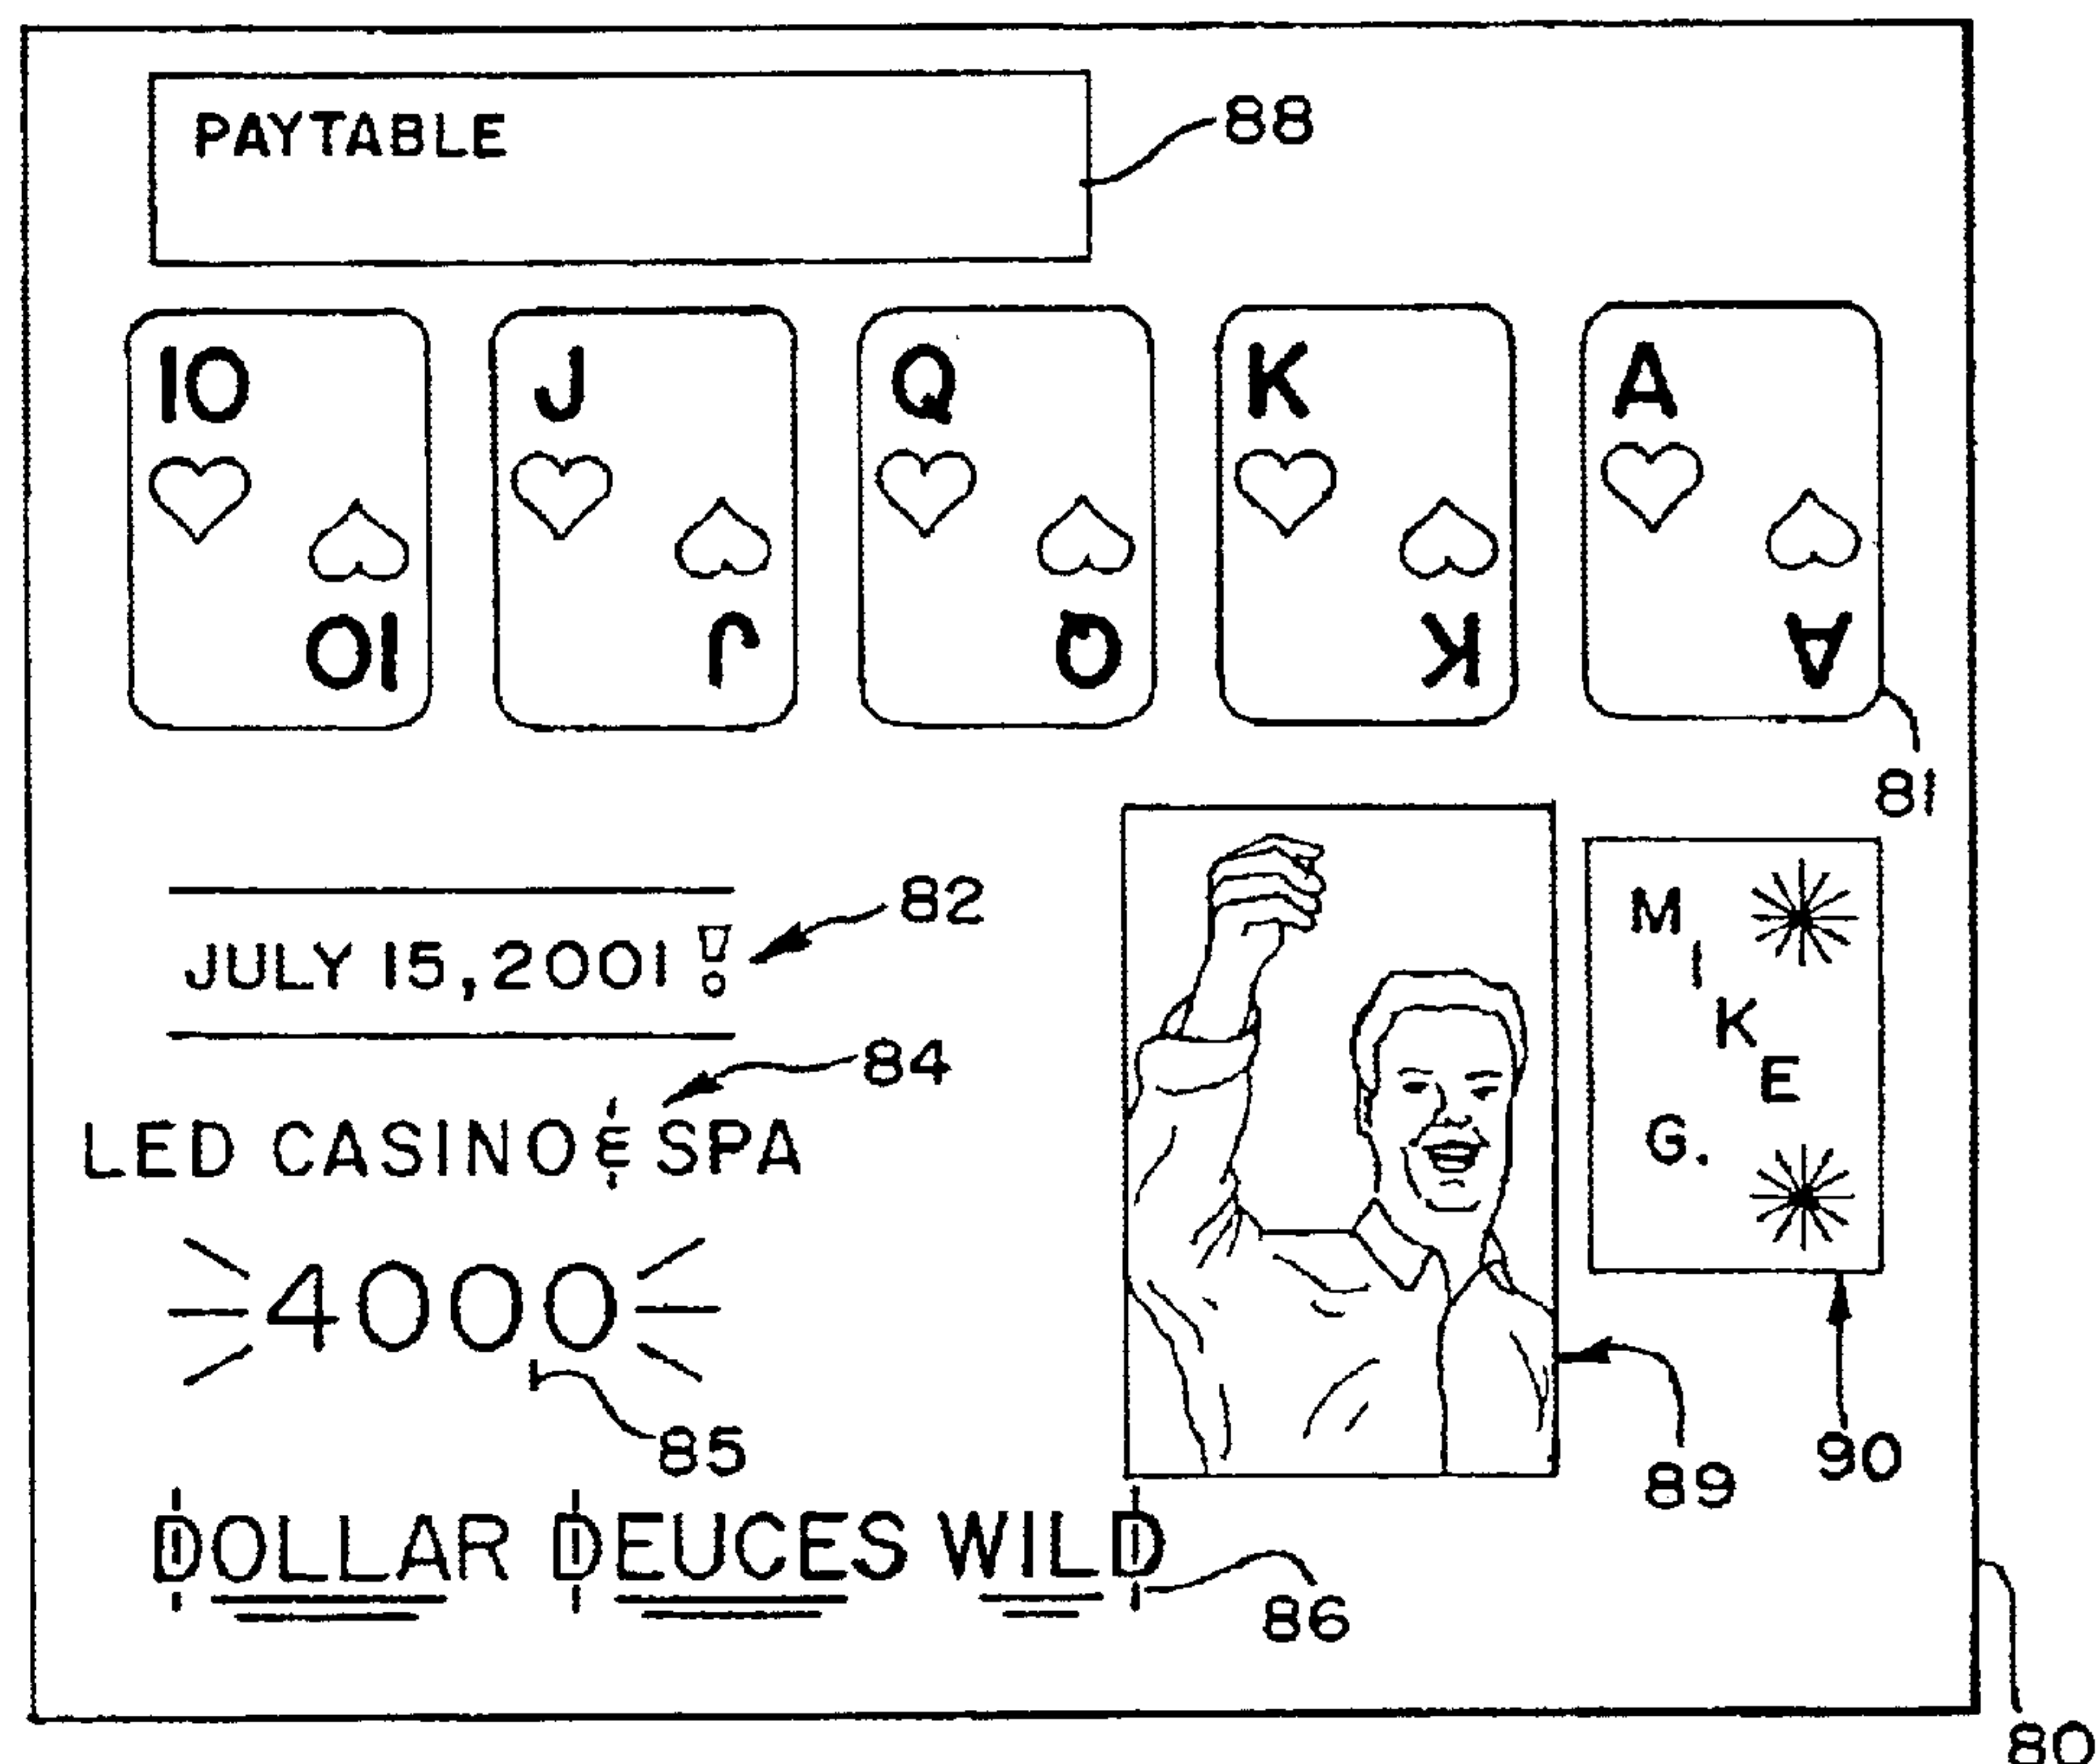 PAYTABLE
88
10 J Q K A
10 J Q K A
81
JULY 15, 2001!
82
84
LED CASINO & SPA
4000
85
DOLLAR DEUCES WILD
86
MIKE
G.
89
90
80